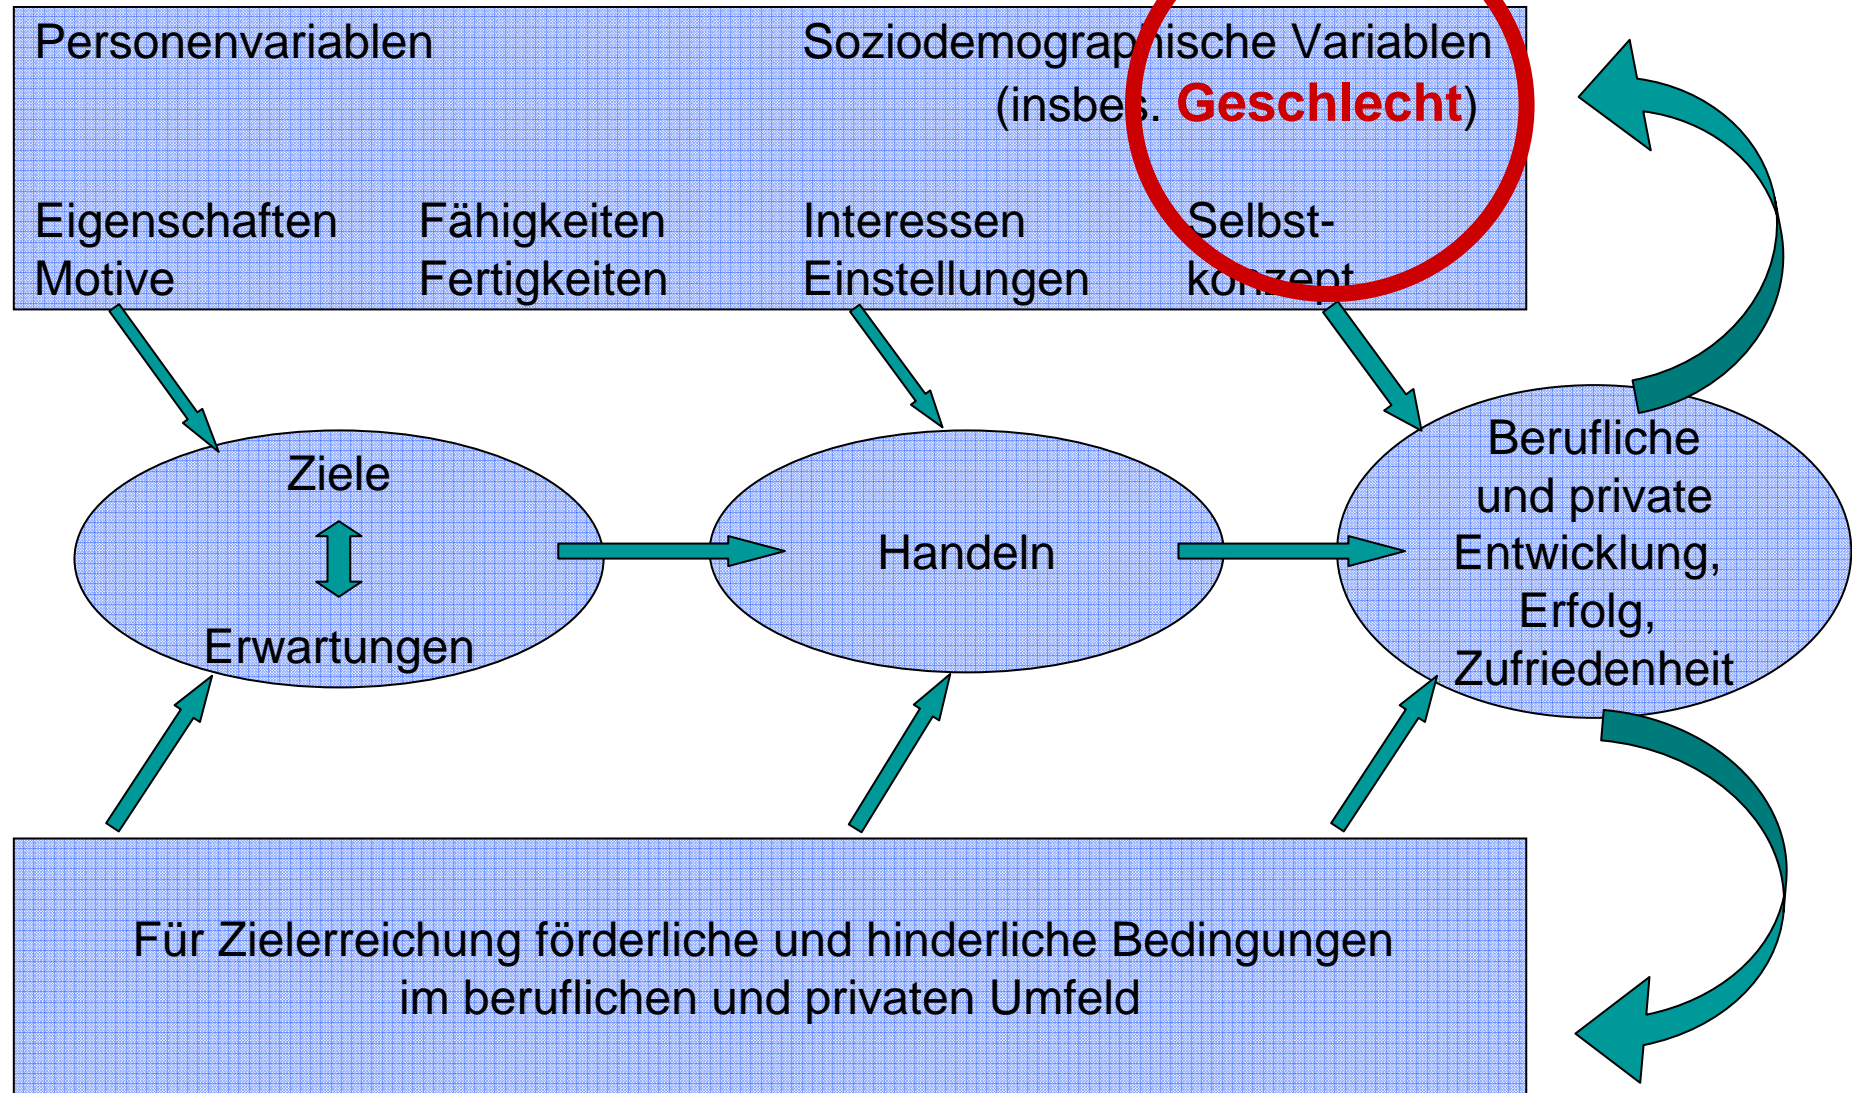 Personenvariablen Soziodemographische Variablen
(insbes. Geschlecht)
Eigenschaften Fähigkeiten Interessen Selbst-
Motive Fertigkeiten Einstellungen konzept
Ziele
Erwartungen
Handeln
Berufliche
und private
Entwicklung,
Erfolg,
Zufriedenheit
Für Zielerreichung förderliche und hinderliche Bedingungen
im beruflichen und privaten Umfeld